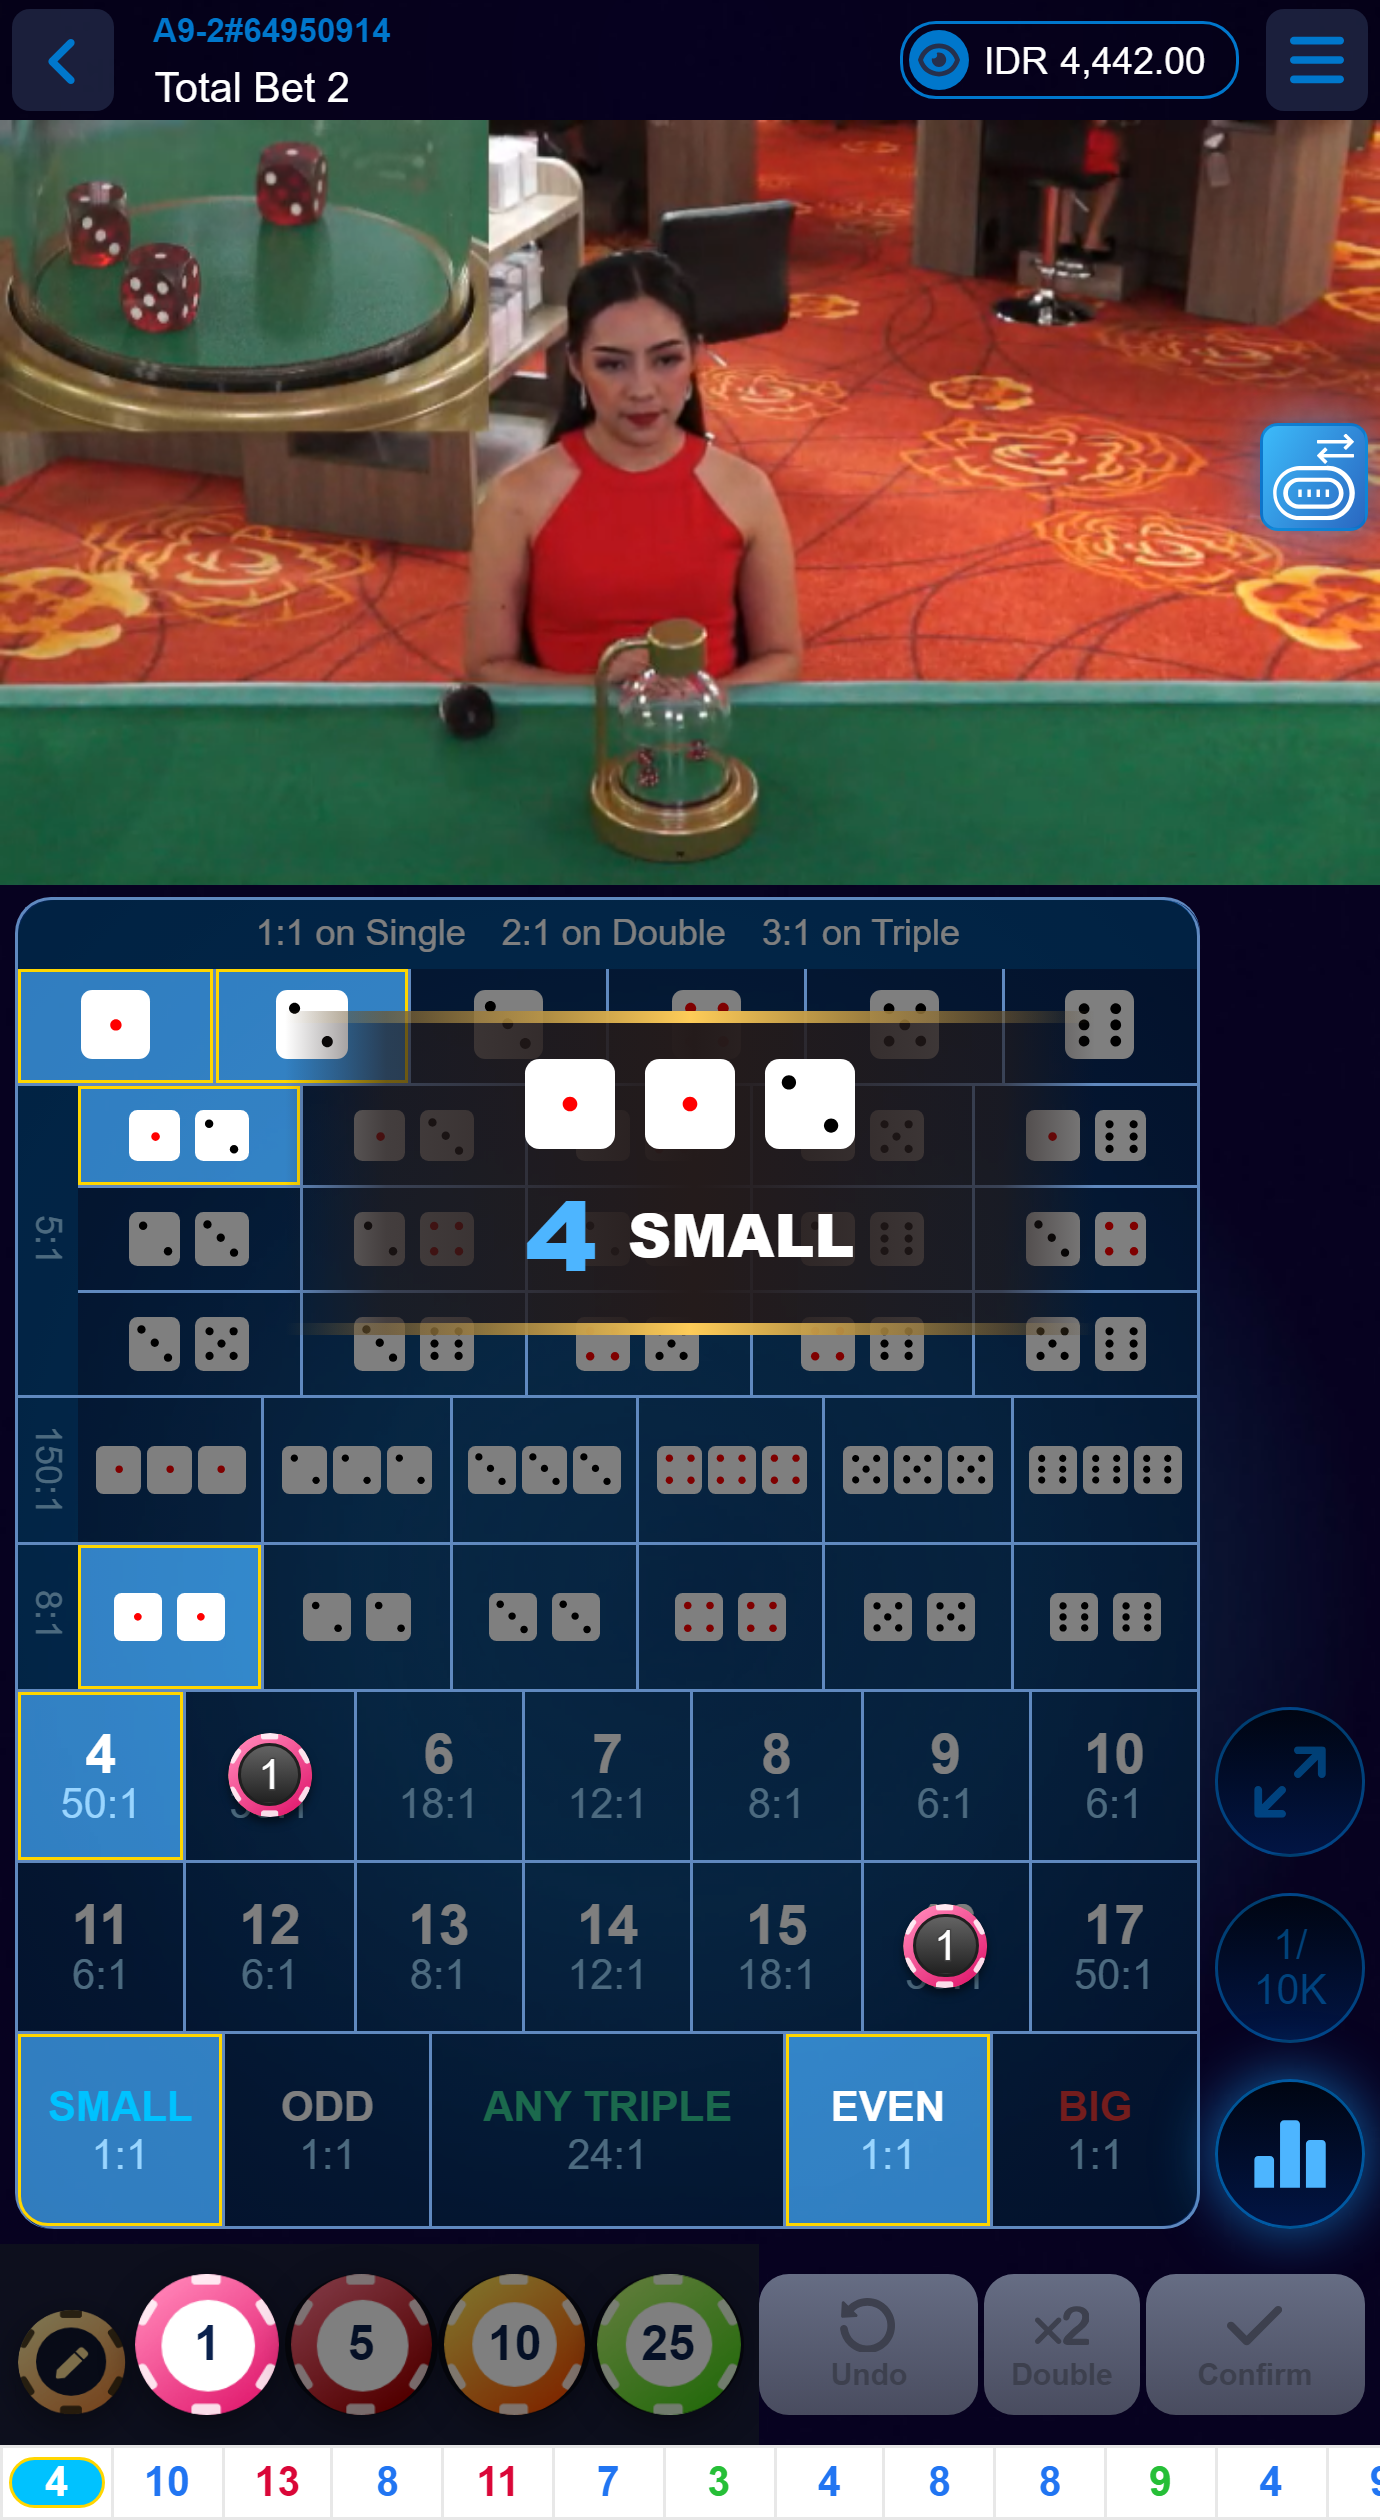 A9-2#64950914
Total Bet 2
IDR 4,442.00
1:1 on Single 2:1 on Double 3:1 on Triple
4 SMALL
5:1
150:1
8:1
4 1 6 7 8 9 10
50:1 18:1 12:1 8:1 6:1 6:1
11 12 13 14 15 1 17
6:1 6:1 8:1 12:1 18:1 50:1
SMALL ODD ANY TRIPLE EVEN BIG
1:1 1:1 24:1 1:1 1:1
1/
10K
1 5 10 25
x2
Undo Double Confirm
4 10 13 8 11 7 3 4 8 8 9 4